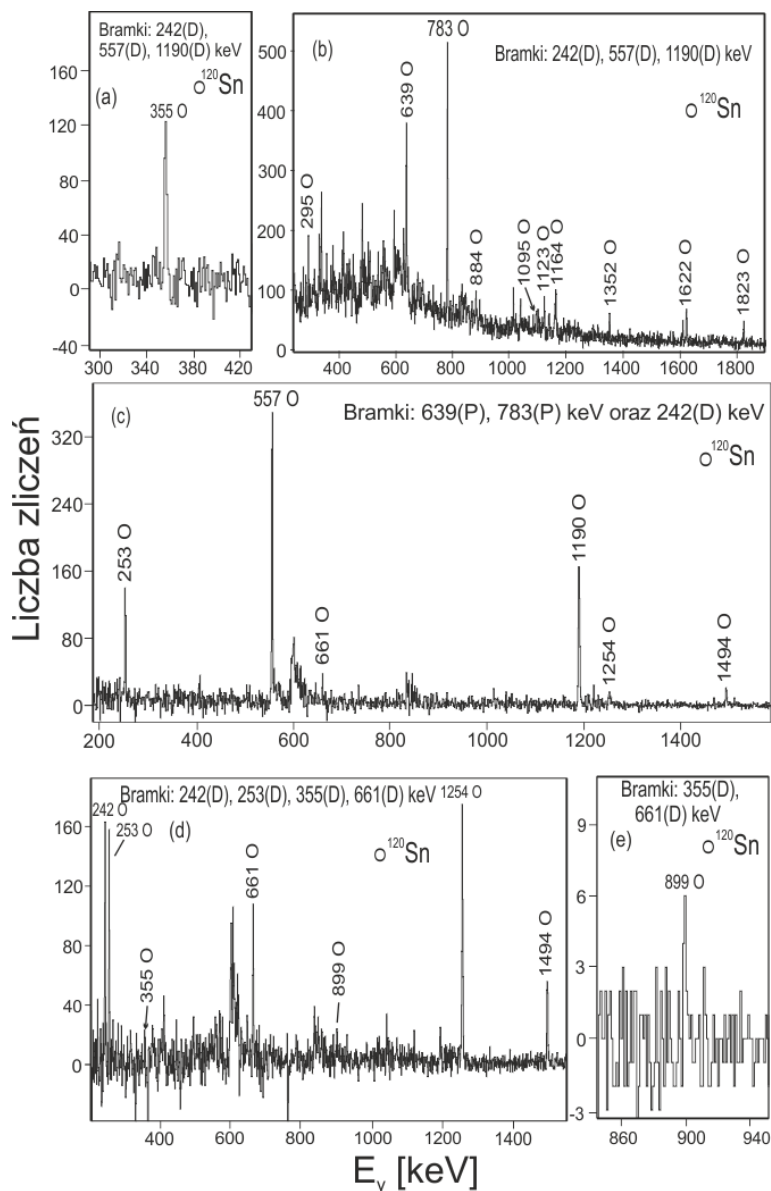 Bramki: 242(D),
557(D), 1190(D) keV
(a)
O ¹²⁰Sn
355 O
160
120
80
40
0
-40
300
340
380
420
(b)
783 O
Bramki: 242(D), 557(D), 1190(D) keV
O ¹²⁰Sn
639 O
295 O
884 O
1095 O
1123 O
1164 O
1352 O
1622 O
1823 O
500
400
300
200
100
0
400
600
800
1000
1200
1400
1600
1800
(c)
557 O
Bramki: 639(P), 783(P) keV oraz 242(D) keV
O ¹²⁰Sn
253 O
661 O
1190 O
1254 O
1494 O
320
240
160
80
0
200
400
600
800
1000
1200
1400
Liczba zliczeń
Bramki: 242(D), 253(D), 355(D), 661(D) keV
1254 O
242 O
253 O
(d)
O ¹²⁰Sn
661 O
355 O
899 O
1494 O
160
120
80
40
0
400
600
800
1000
1200
1400
Bramki: 355(D),
661(D) keV
(e)
O ¹²⁰Sn
899 O
9
6
3
0
-3
860
900
940
Eᵧ [keV]